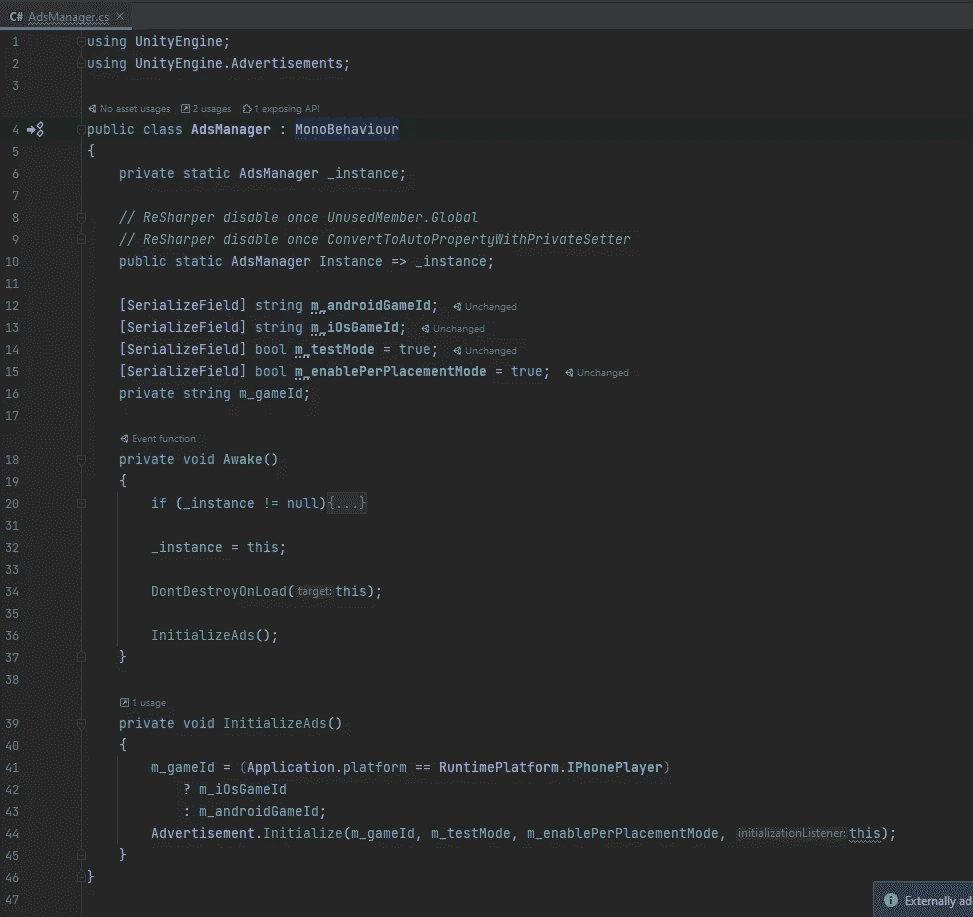 C# AdsManager.cs ×
1 using UnityEngine;
2 using UnityEngine.Advertisements;
3
No asset usages 2 usages 1 exposing API
4 public class AdsManager : MonoBehaviour
5 {
6 private static AdsManager _instance;
7
8 // ReSharper disable once UnusedMember.Global
9 // ReSharper disable once ConvertToAutoPropertyWithPrivateSetter
10 public static AdsManager Instance => _instance;
11
12 [SerializeField] string m_androidGameId; Unchanged
13 [SerializeField] string m_iOsGameId; Unchanged
14 [SerializeField] bool m_testMode = true; Unchanged
15 [SerializeField] bool m_enablePerPlacementMode = true; Unchanged
16 private string m_gameId;
17
Event function
18 private void Awake()
19 {
20 if (_instance != null){...}
31
32 _instance = this;
33
34 DontDestroyOnLoad( target: this);
35
36 InitializeAds();
37 }
38
1 usage
39 private void InitializeAds()
40 {
41 m_gameId = (Application.platform == RuntimePlatform.IPhonePlayer)
42 ? m_iOsGameId
43 : m_androidGameId;
44 Advertisement.Initialize(m_gameId, m_testMode, m_enablePerPlacementMode, initializationListener: this);
45 }
46 }
47
Externally ad